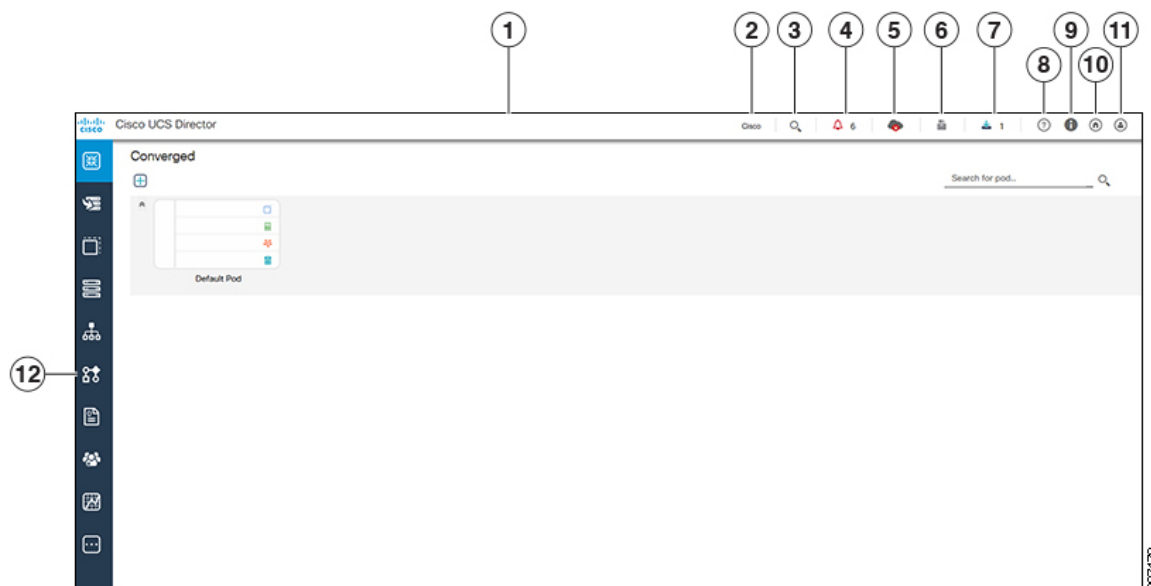 1 2 3 4 5 6 7 8 9 10 11
CISCO Cisco UCS Director Cisco 6 1 ?
Converged
Search for pod...
Default Pod
12